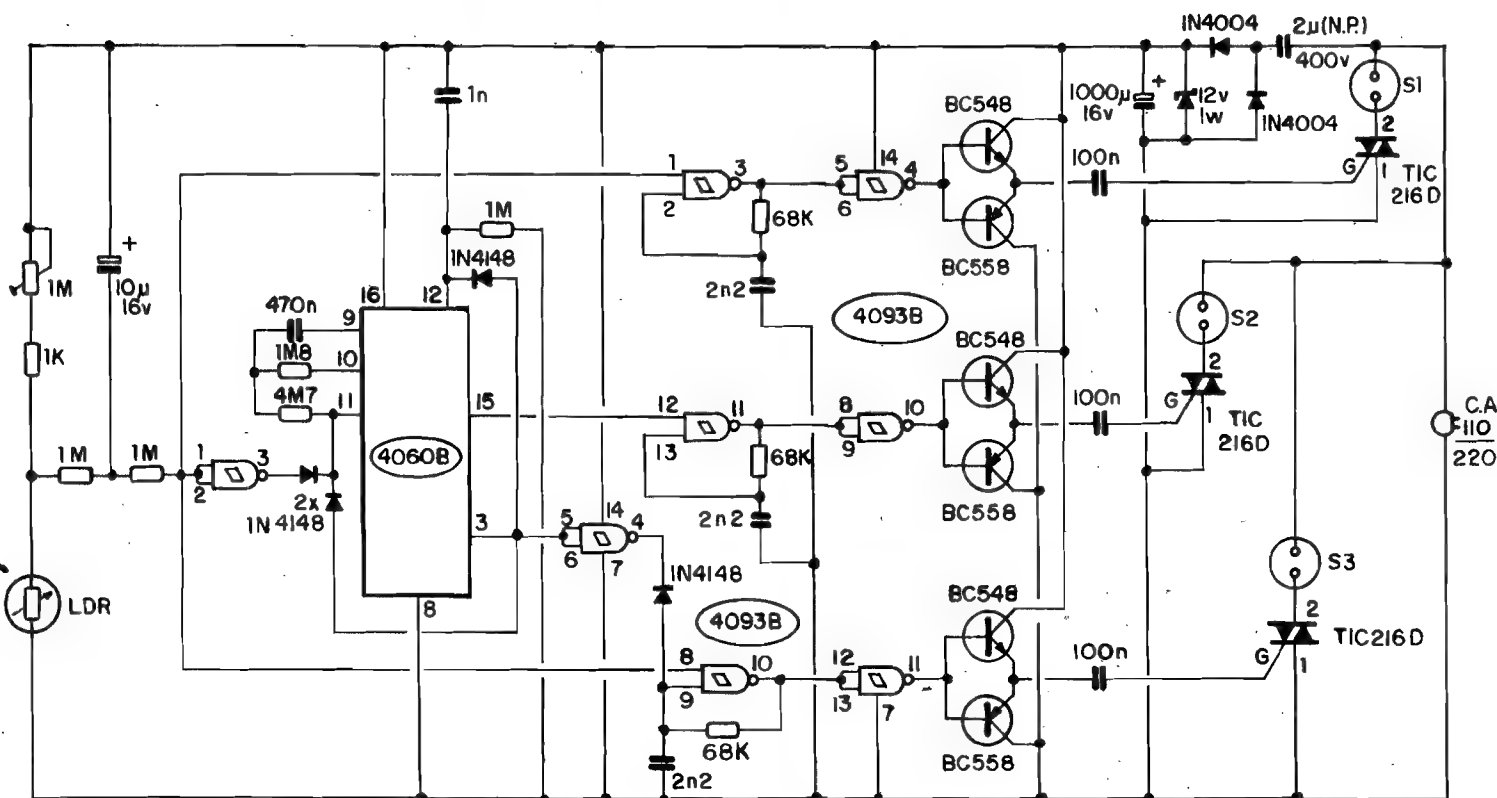 1N4004
2µ(N.P.)
400v
S1
1n
BC548
1000µ
16v
+
12v
1w
1N4004
2
100n
G
1
TIC
216D
1
2
3
5
6
14
4
68K
1M
BC558
+
1N4148
1M
10µ
16v
2n2
16
12
470n
9
4093B
S2
1K
1M8
10
BC548
2
4M7
11
15
12
13
11
8
9
10
100n
G
1
TIC
216D
C.A
110
220
4060B
1M
1M
1
2
3
68K
2x
1N4148
3
14
5
6
4
7
2n2
BC558
S3
1N4148
LDR
8
4093B
BC548
2
TIC216D
8
9
10
12
13
11
7
100n
G
1
68K
2n2
BC558